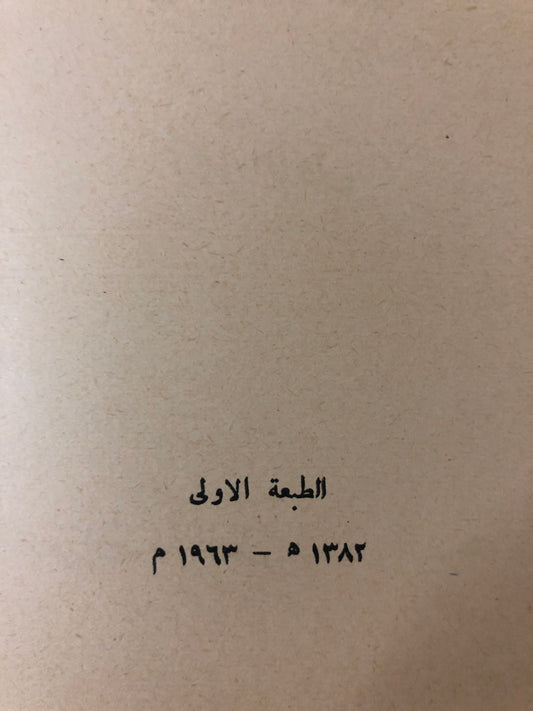 الطبعة الاولى
١٣٨٢ ه – ١٩٦٣ م